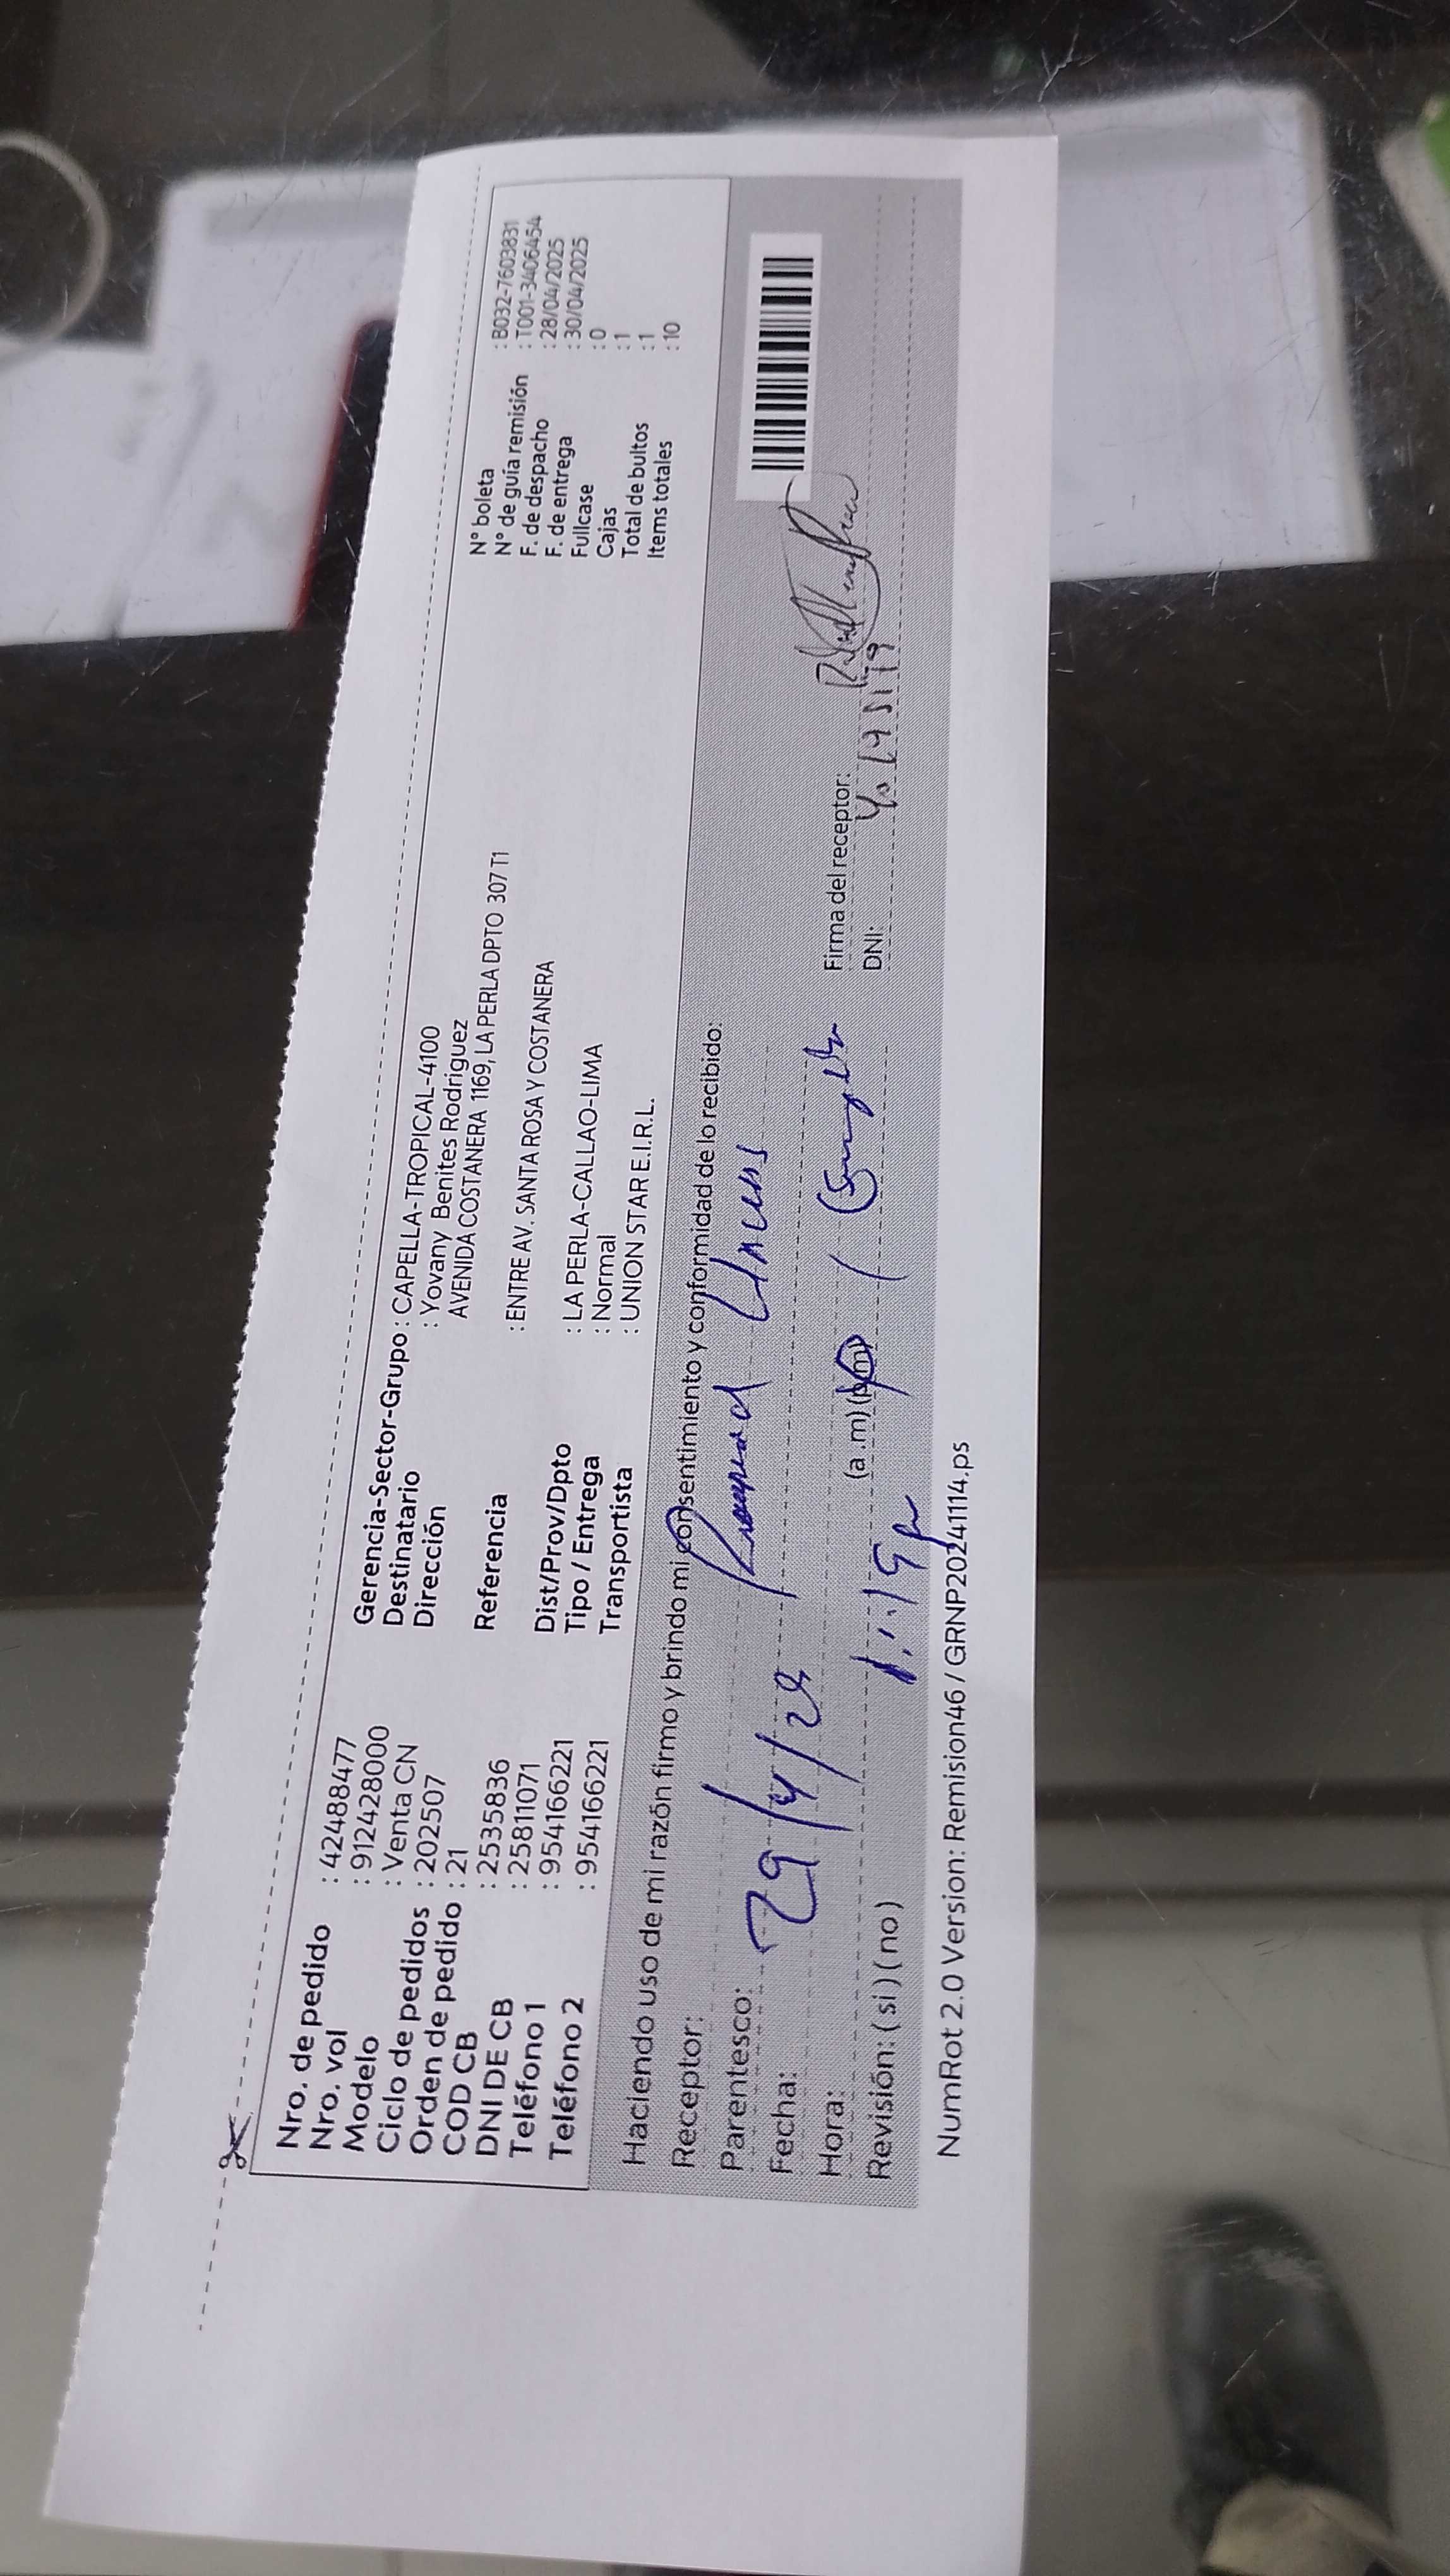 Nro. de pedido : 42488477
Nro. vol : 912428000
Modelo : Venta CN
Ciclo de pedidos : 202507
Orden de pedido : 21
COD CB : 2535836
DNI DE CB : 25811071
Teléfono 1 : 954166221
Teléfono 2 : 954166221
Gerencia-Sector-Grupo : CAPELLA-TROPICAL-4100
Destinatario : Yovany Benites Rodriguez
Dirección AVENIDA COSTANERA 1169, LA PERLA DPTO 307 T1
Referencia : ENTRE AV. SANTA ROSA Y COSTANERA
Dist/Prov/Dpto : LA PERLA-CALLAO-LIMA
Tipo / Entrega : Normal
Transportista : UNION STAR E.I.R.L.
N° boleta : B032-7603831
N° de guía remisión : T001-3406454
F. de despacho : 28/04/2025
F. de entrega : 30/04/2025
Fullcase : 0
Cajas : 1
Total de bultos : 1
Items totales : 10
Haciendo uso de mi razón firmo y brindo mi consentimiento y conformidad de lo recibido:
Receptor:
Parentesco:
Fecha: 29/4/25
Hora: (a.m) (p.m)
Revisión: ( si ) ( no )
Firma del receptor:
DNI:
NumRot 2.0 Version: Remision46 / GRNP20241114.ps